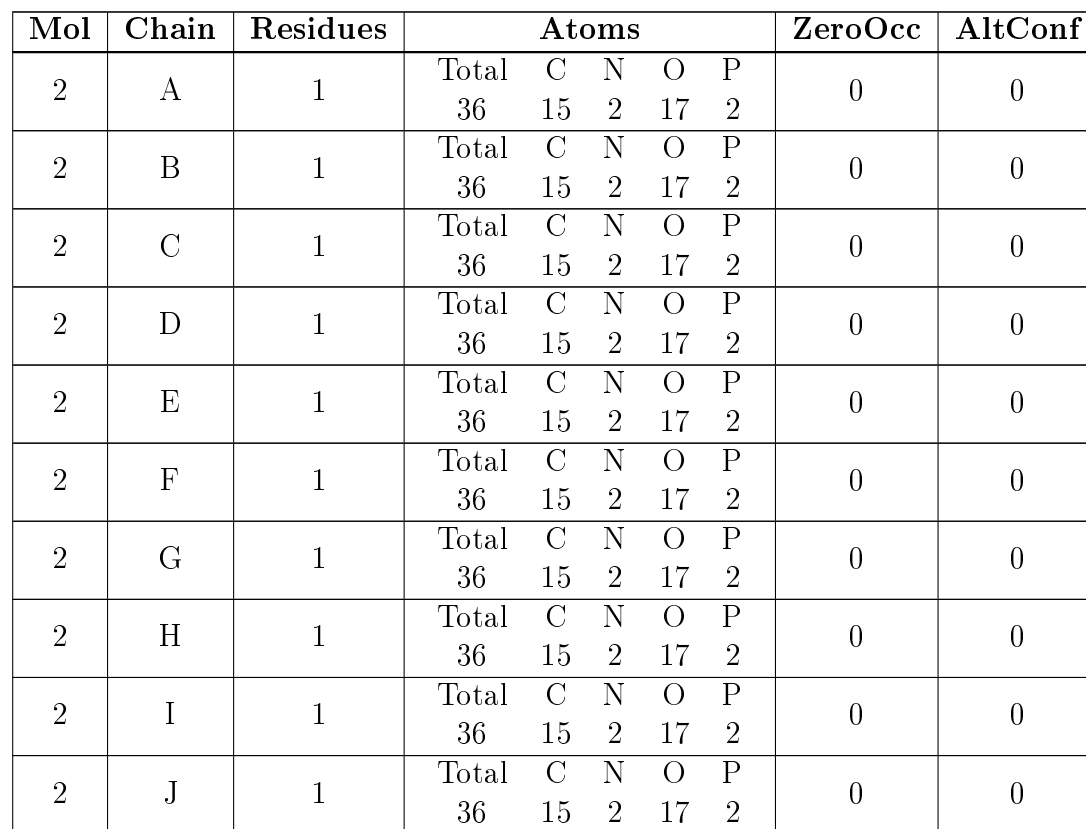 Mol Chain Residues Atoms ZeroOcc AltConf
2 A 1 Total C N O P 0 0
36 15 2 17 2
2 B 1 Total C N O P 0 0
36 15 2 17 2
2 C 1 Total C N O P 0 0
36 15 2 17 2
2 D 1 Total C N O P 0 0
36 15 2 17 2
2 E 1 Total C N O P 0 0
36 15 2 17 2
2 F 1 Total C N O P 0 0
36 15 2 17 2
2 G 1 Total C N O P 0 0
36 15 2 17 2
2 H 1 Total C N O P 0 0
36 15 2 17 2
2 I 1 Total C N O P 0 0
36 15 2 17 2
2 J 1 Total C N O P 0 0
36 15 2 17 2